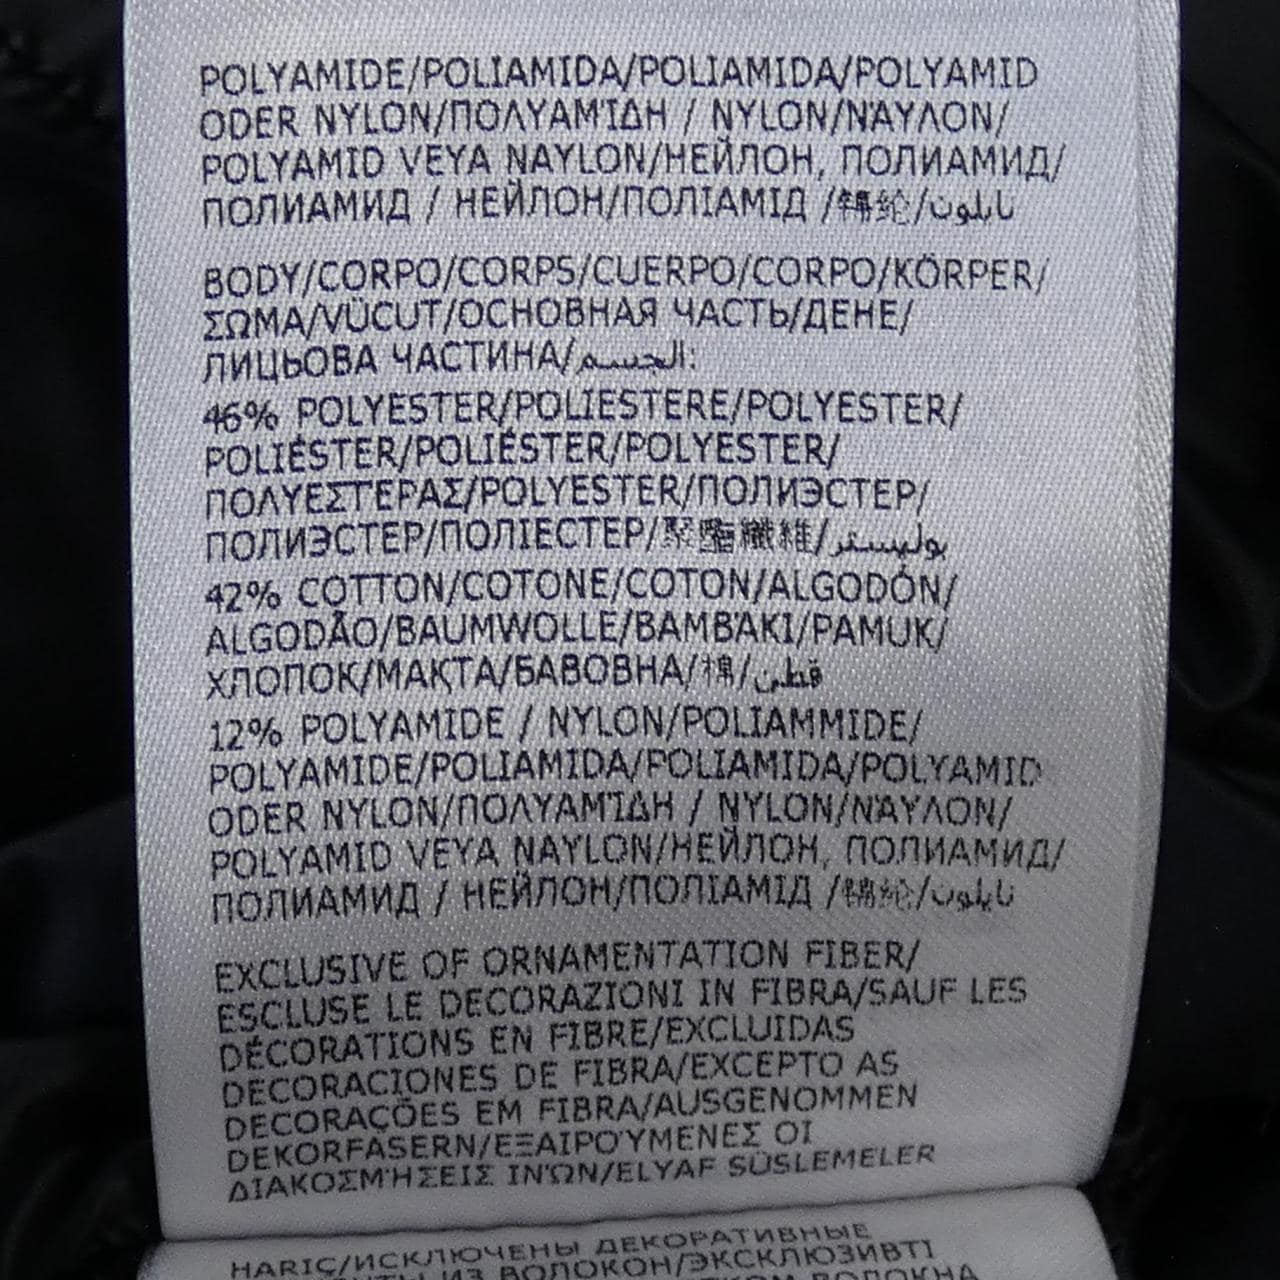 POLYAMIDE/POLIAMIDA/POLIAMIDA/POLYAMID
ODER NYLON/ΠΟΛΥΑΜΊΔΗ / NYLON/ΝΆΥΛΟΝ/
POLYAMID VEYA NAYLON/НЕЙЛОН, ПОЛИАМИД/
ПОЛИАМИД / НЕЙЛОН/ПОЛІАМІД /錦綸/نايلون
BODY/CORPO/CORPS/CUERPO/CORPO/KÖRPER/
ΣΩΜΑ/VÜCUT/ОСНОВНАЯ ЧАСТЬ/ДЕНЕ/
ЛИЦЬОВА ЧАСТИНА/الجسم:
46% POLYESTER/POLIESTERE/POLYESTER/
POLIÉSTER/POLIÉSTER/POLYESTER/
ΠΟΛΥΕΣΤΕΡΑΣ/POLYESTER/ПОЛИЭСТЕР/
ПОЛИЭСТЕР/ПОЛІЕСТЕР/聚酯纖維/بوليستر
42% COTTON/COTONE/COTON/ALGODÓN/
ALGODÃO/BAUMWOLLE/ΒΑΜΒΆΚΙ/PAMUK/
ХЛОПОК/МАҚТА/БАВОВНА/棉/قطن
12% POLYAMIDE / NYLON/POLIAMMIDE/
POLYAMIDE/POLIAMIDA/POLIAMIDA/POLYAMID
ODER NYLON/ΠΟΛΥΑΜΊΔΗ / NYLON/ΝΆΥΛΟΝ/
POLYAMID VEYA NAYLON/НЕЙЛОН, ПОЛИАМИД/
ПОЛИАМИД / НЕЙЛОН/ПОЛІАМІД /錦綸/نايلون
EXCLUSIVE OF ORNAMENTATION FIBER/
ESCLUSE LE DECORAZIONI IN FIBRA/SAUF LES
DÉCORATIONS EN FIBRE/EXCLUIDAS
DECORACIONES DE FIBRA/EXCEPTO AS
DECORAÇÕES EM FIBRA/AUSGENOMMEN
DEKORFASERN/ΕΞΑΙΡΟΎΜΕΝΕΣ ΟΙ
ΔΙΑΚΟΣΜΉΣΕΙΣ ΙΝΏΝ/ELYAF SÜSLEMELER
HARIÇ/ИСКЛЮЧЕНЫ ДЕКОРАТИВНЫЕ
ИЗ ВОЛОКОН/ЭКСКЛЮЗИВТІ
ВОЛОКНА